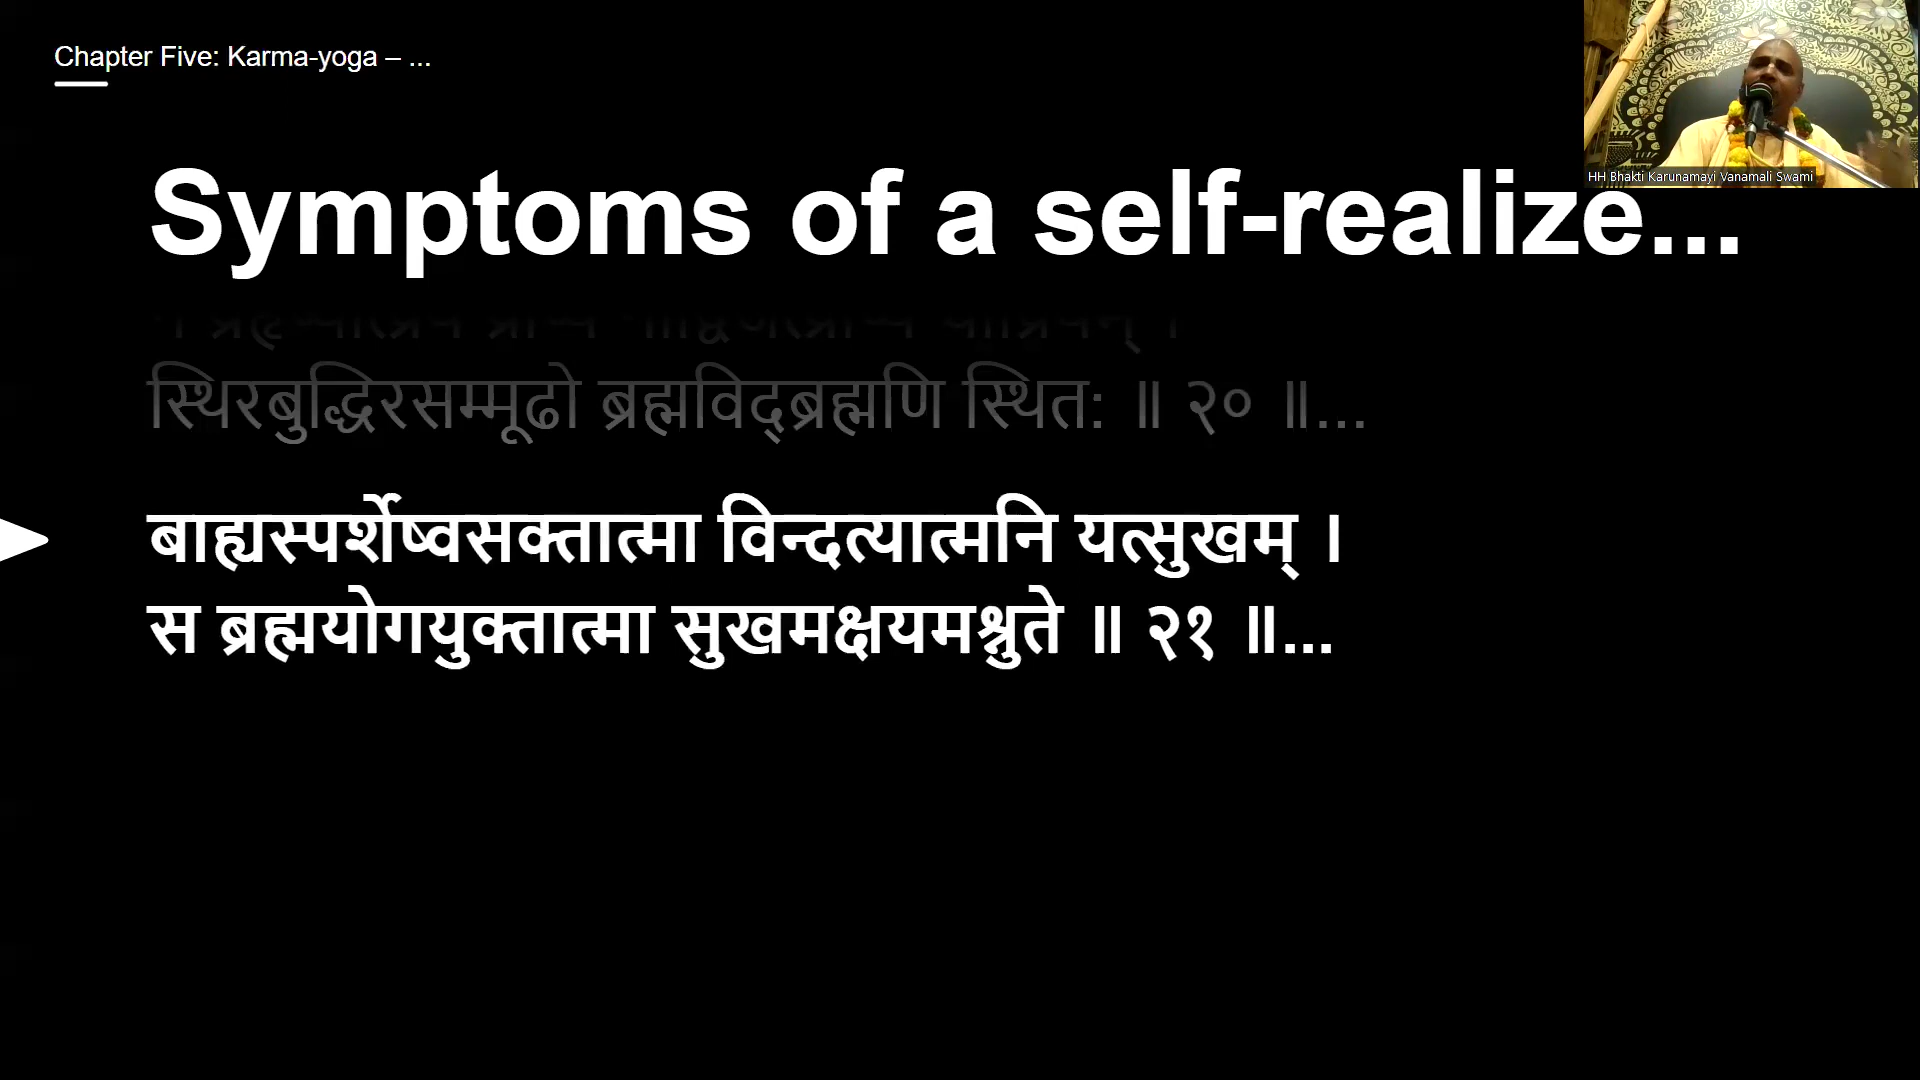 Chapter Five: Karma-yoga – ...
HH Bhakti Karunamayi Vanamali Swami
Symptoms of a self-realize...
स्थिरबुद्धिरसम्मूढो ब्रह्मविद्‌ब्रह्मणि स्थित: ॥ २० ॥...
बाह्यस्पर्शेष्वसक्तात्मा विन्दत्यात्मनि यत्सुखम् ।
स ब्रह्मयोगयुक्तात्मा सुखमक्षयमश्न‍ुते ॥ २१ ॥...